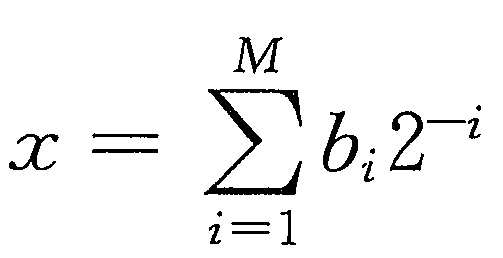 x = \sum_{i=1}^{M} b_i 2^{-i}